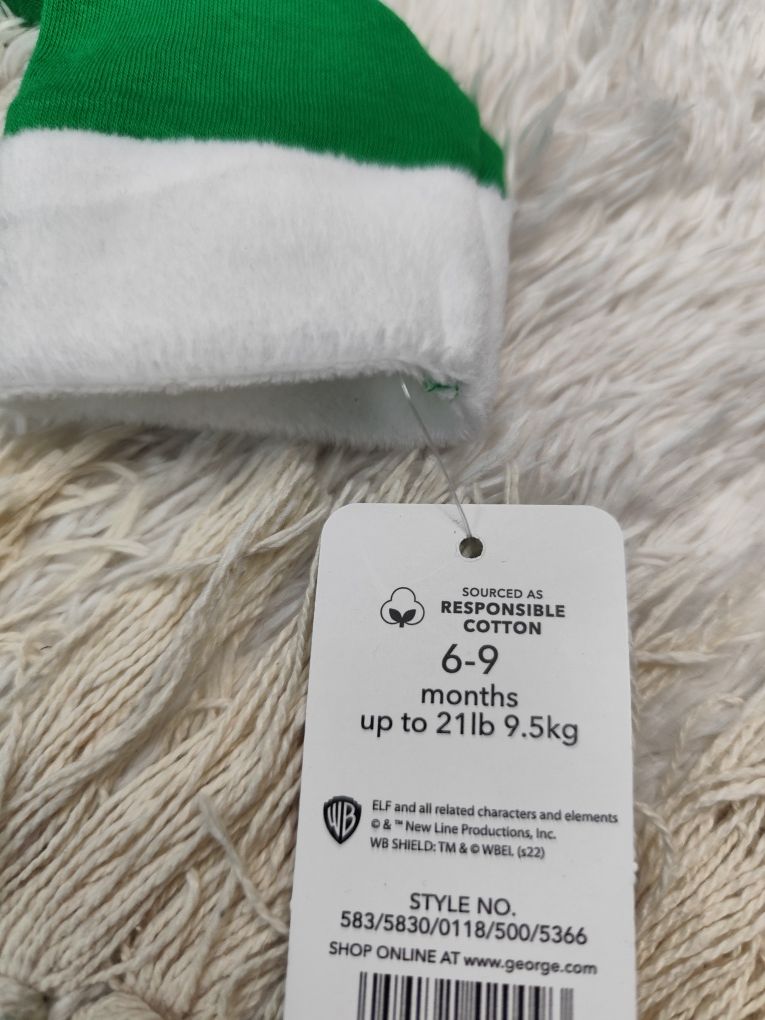 SOURCED AS
RESPONSIBLE
COTTON
6-9
months
up to 21lb 9.5kg
WB
ELF and all related characters and elements
© & ™ New Line Productions, Inc.
WB SHIELD: TM & © WBEI. (s22)
STYLE NO.
583/5830/0118/500/5366
SHOP ONLINE AT www.george.com